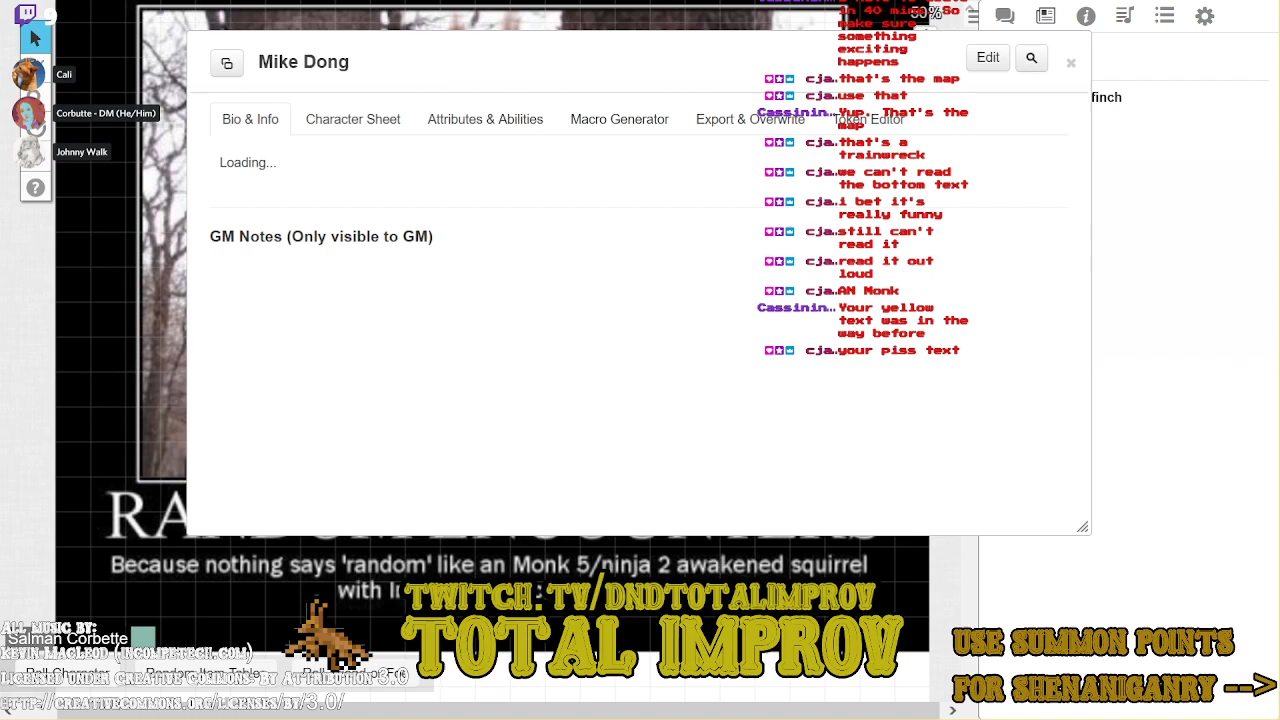 50%
in 40 mins. So
make sure
something
exciting
happens
Mike Dong
Edit
Cali
cja..that's the map
finch
cja..use that
Corbette - DM (He/Him)
Cassinin...Yup. That's the
map
Bio & Info
Character Sheet
Attributes & Abilities
Macro Generator
Export & Overwrite
Token Editor
cja..that's a
trainwreck
Johnny Walk
Loading...
cja..we can't read
the bottom text
?
cja..i bet it's
really funny
cja..still can't
read it
GM Notes (Only visible to GM)
cja..read it out
loud
cja..AN Monk
Cassinin...Your yellow
text was in the
way before
cja..your piss text
Because nothing says 'random' like an Monk 5/ninja 2 awakened squirrel
with
TWITCH.TV/DNDTOTALIMPROV
TOTAL IMPROV
ALL MUSIC BY:
Salman Corbette
KEVIN MACLEOD (INCOMPETECH.COM)
LICENSED UNDER CREATIVE COMMONS BY ATTRIBUTION 3.0
HTTP://CREATIVECOMMONS.ORG/LICENSES/BY/3.0/
USE SUMMON POINTS
FOR SHENANIGANRY -->